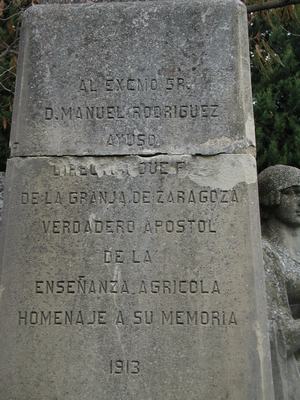 AL EXCMO SR.
D. MANUEL RODRIGUEZ
AYUSO
QUE F
DE LA GRANJA, DE ZARAGOZA
VERDADERO APOSTOL
DE LA
ENSEÑANZA AGRICOLA
HOMENAJE A SU MEMORIA
1913